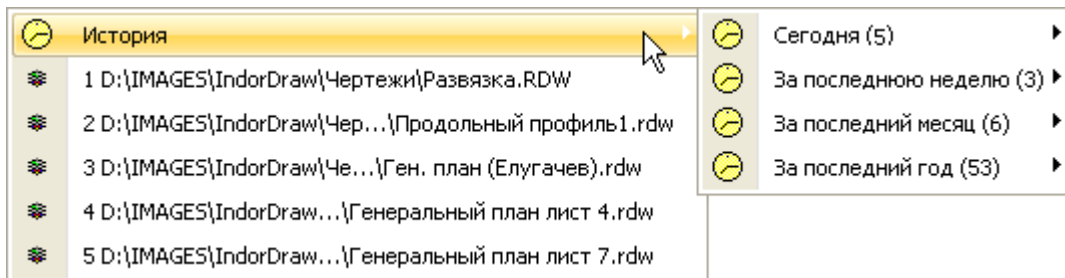 История
1 D:\IMAGES\IndorDraw\Чертежи\Развязка.RDW
2 D:\IMAGES\IndorDraw\Чер...\Продольный профиль1.rdw
3 D:\IMAGES\IndorDraw\Че...\Ген. план (Елугачев).rdw
4 D:\IMAGES\IndorDraw...\Генеральный план лист 4.rdw
5 D:\IMAGES\IndorDraw...\Генеральный план лист 7.rdw
Сегодня (5)
За последнюю неделю (3)
За последний месяц (6)
За последний год (53)